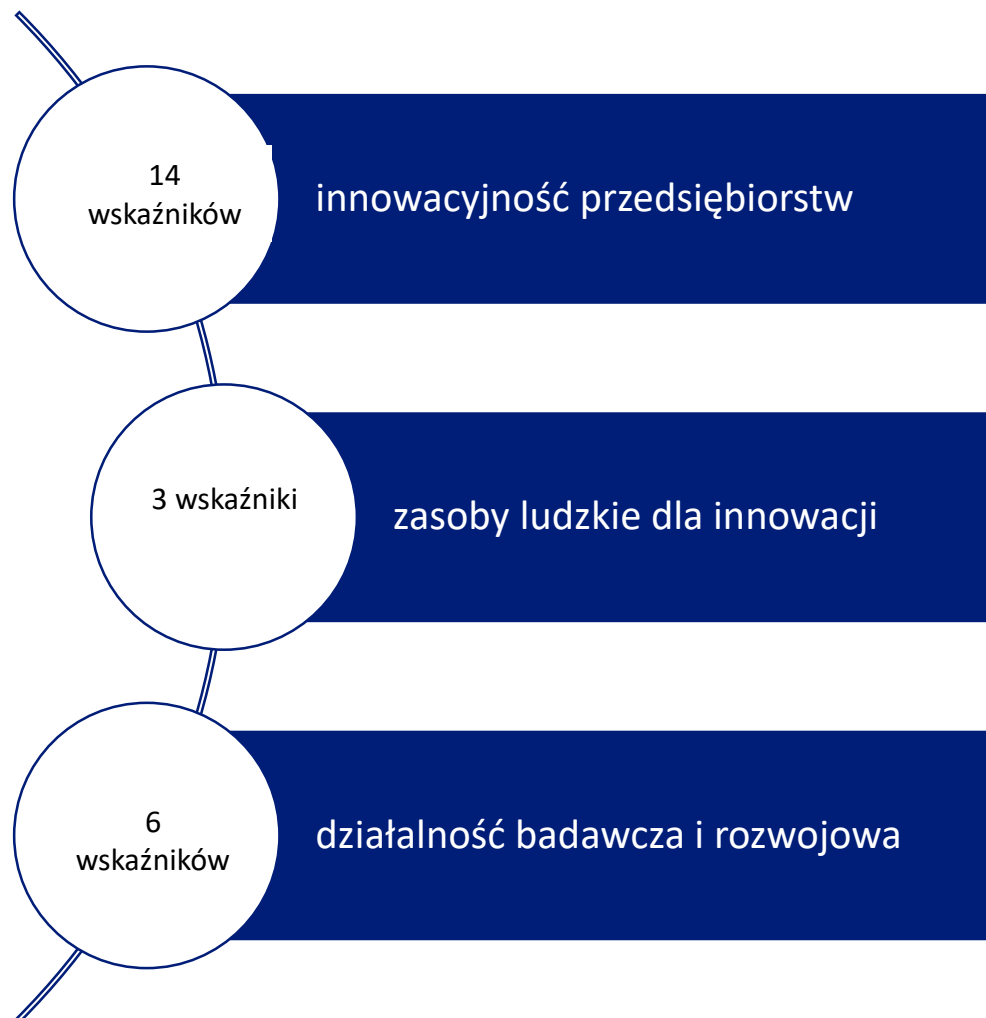 14
wskaźników
innowacyjność przedsiębiorstw
3 wskaźniki
zasoby ludzkie dla innowacji
6
wskaźników
działalność badawcza i rozwojowa